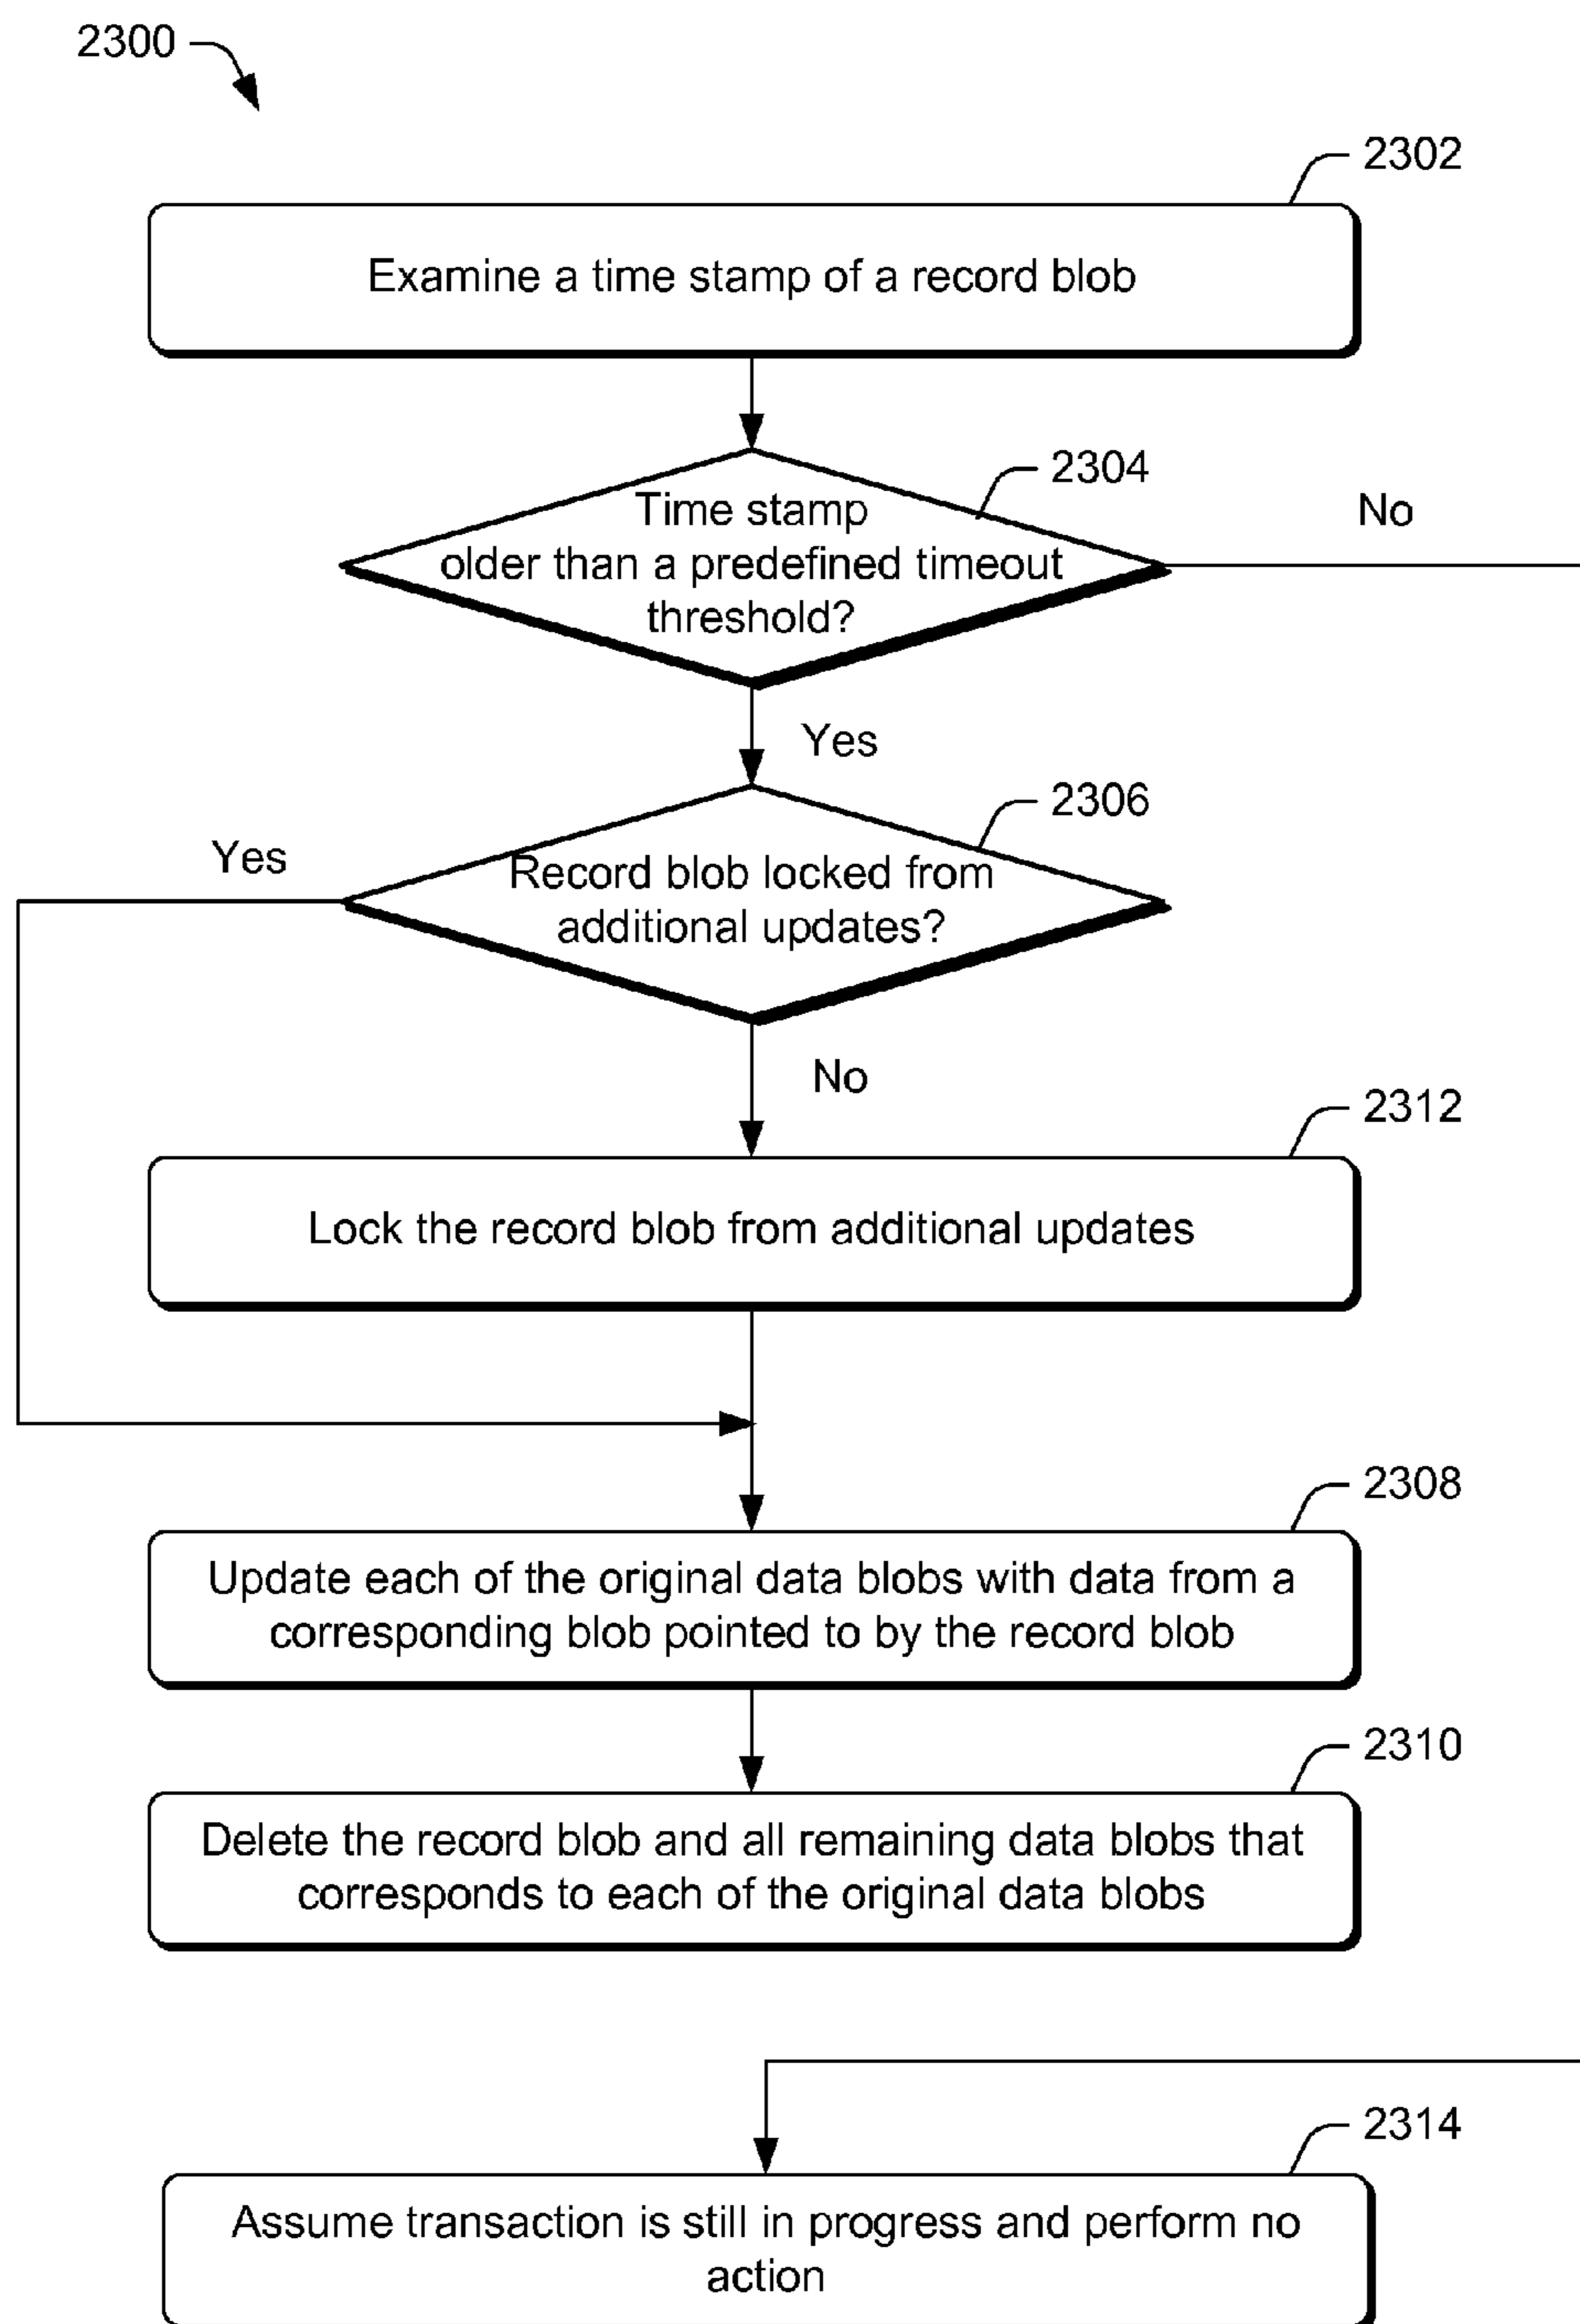 2300
2302
Examine a time stamp of a record blob
2304
Time stamp
older than a predefined timeout
threshold?
No
Yes
2306
Yes
Record blob locked from
additional updates?
No
2312
Lock the record blob from additional updates
2308
Update each of the original data blobs with data from a
corresponding blob pointed to by the record blob
2310
Delete the record blob and all remaining data blobs that
corresponds to each of the original data blobs
2314
Assume transaction is still in progress and perform no
action